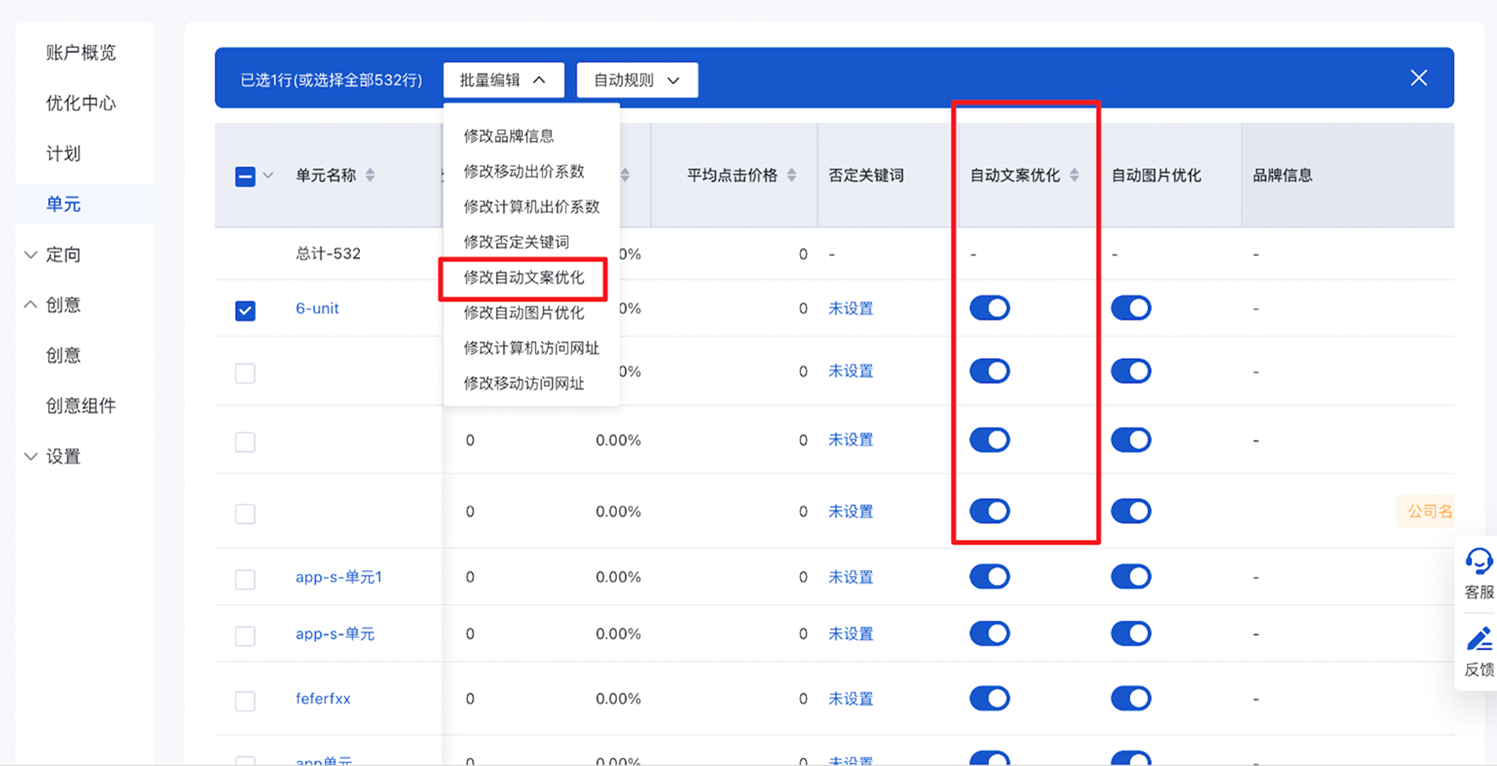 账户概览
优化中心
计划
单元
定向
创意
创意
创意组件
设置
已选1行(或选择全部532行) 批量编辑 自动规则
修改品牌信息
修改移动出价系数
修改计算机出价系数
修改否定关键词
修改自动文案优化
修改自动图片优化
修改计算机访问网址
修改移动访问网址
单元名称 平均点击价格 否定关键词 自动文案优化 自动图片优化 品牌信息
总计-532 0% 0 - - - -
6-unit 0% 0 未设置 -
0% 0 未设置 -
0 0.00% 0 未设置 -
0 0.00% 0 未设置 公司名
app-s-单元1 0 0.00% 0 未设置 -
app-s-单元 0 0.00% 0 未设置 -
feferfxx 0 0.00% 0 未设置 -
app单元 0 0.00% 0 未设置
客服
反馈